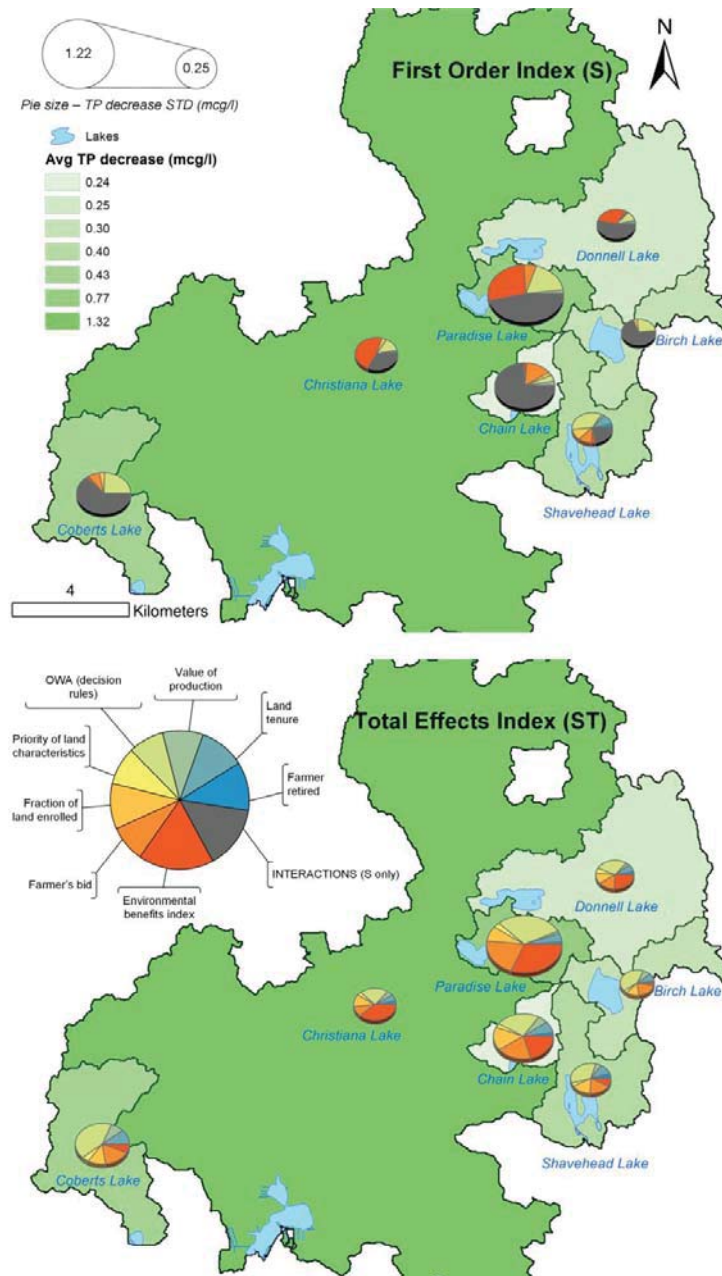 N
1.22
0.25
First Order Index (S)
Pie size – TP decrease STD (mcg/l)
Lakes
Avg TP decrease (mcg/l)
0.24
0.25
0.30
0.40
0.43
0.77
1.32
Donnell Lake
Paradise Lake
Birch Lake
Christiana Lake
Chain Lake
Shavehead Lake
Coberts Lake
4
Kilometers
OWA (decision
rules)
Value of
production
Land
tenure
Priority of land
characteristics
Farmer
retired
Fraction of
land enrolled
INTERACTIONS (S only)
Farmer's bid
Environmental
benefits index
Total Effects Index (ST)
Donnell Lake
Paradise Lake
Birch Lake
Christiana Lake
Chain Lake
Shavehead Lake
Coberts Lake